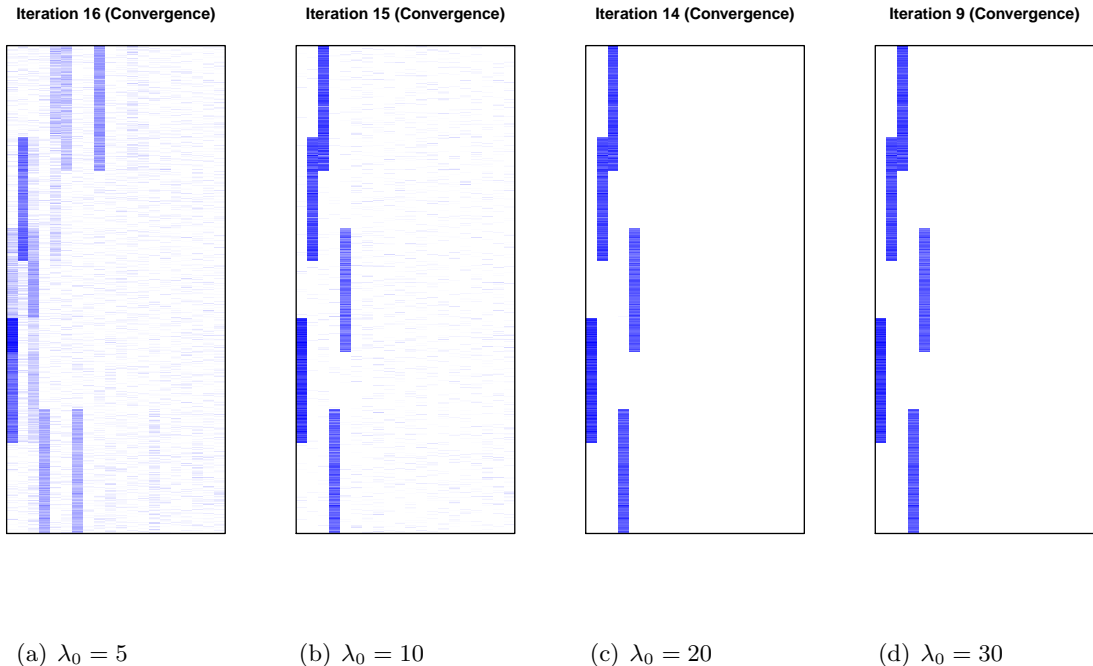 Iteration 16 (Convergence) Iteration 15 (Convergence) Iteration 14 (Convergence) Iteration 9 (Convergence)
(a) λ₀ = 5 (b) λ₀ = 10 (c) λ₀ = 20 (d) λ₀ = 30